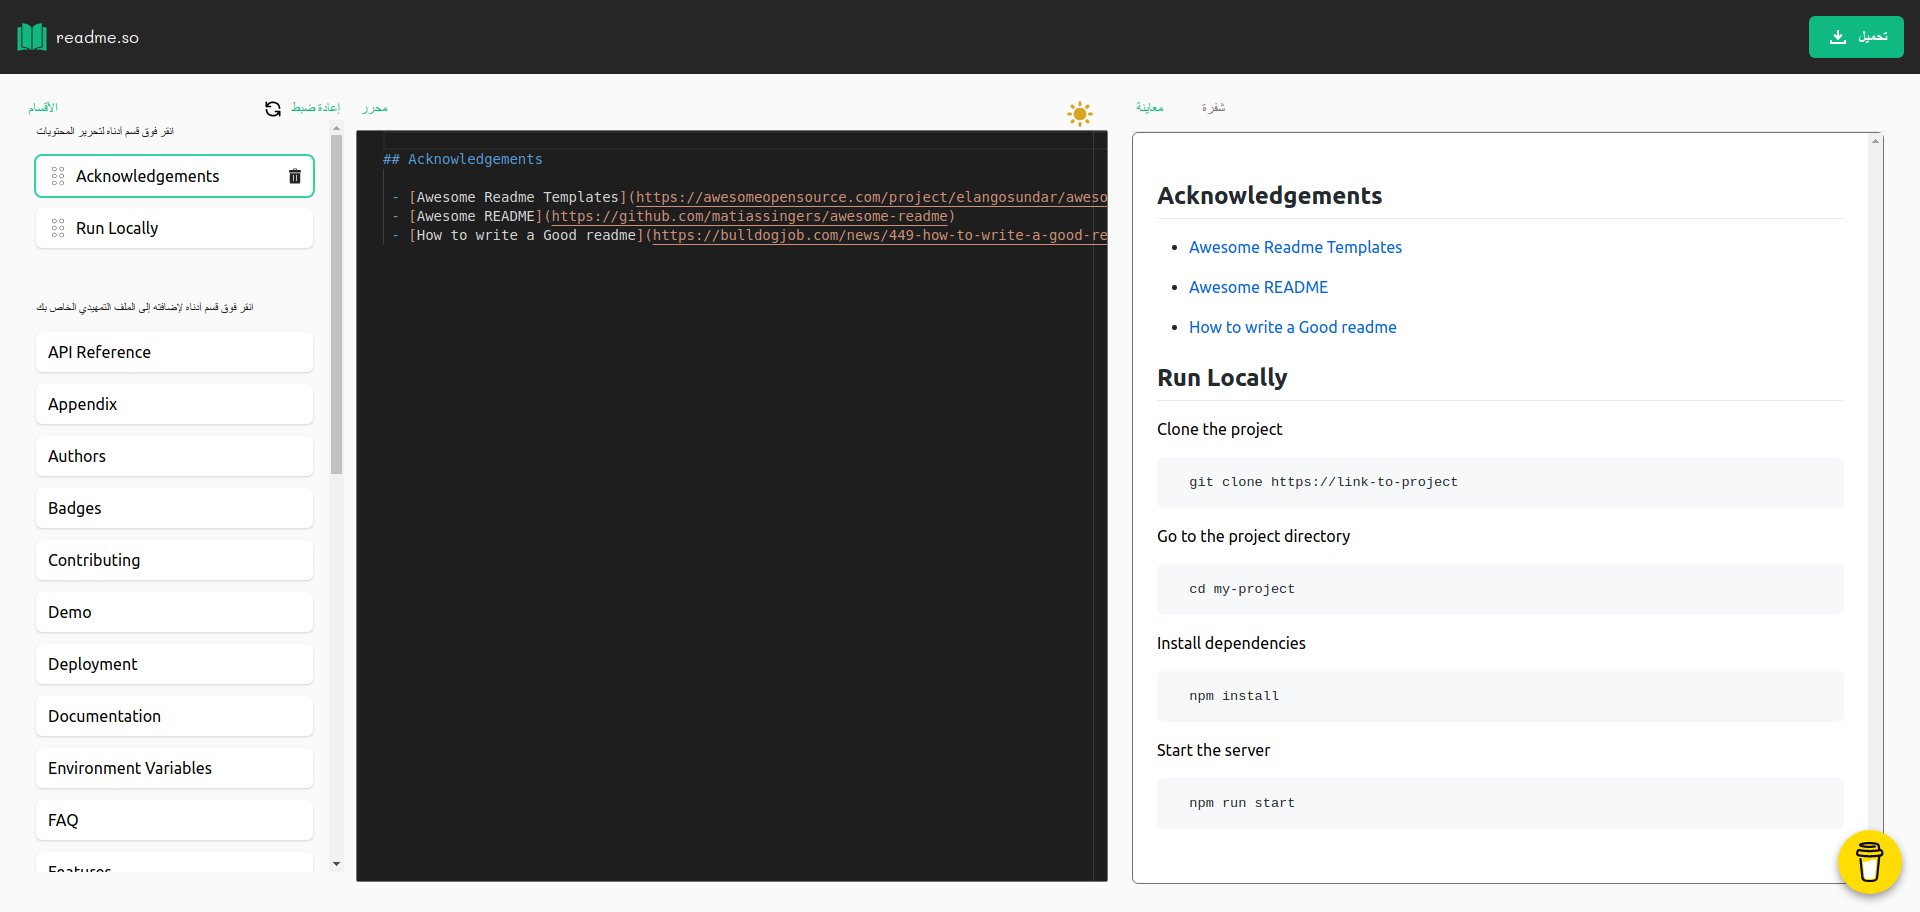 readme.so
تحميل
الأقسام
إعادة ضبط
انقر فوق قسم أدناه لتحرير المحتويات
Acknowledgements
Run Locally
انقر فوق قسم أدناه لإضافته إلى الملف التمهيدي الخاص بك
API Reference
Appendix
Authors
Badges
Contributing
Demo
Deployment
Documentation
Environment Variables
FAQ
Features
محرر
## Acknowledgements
- [Awesome Readme Templates](https://awesomeopensource.com/project/elangosundar/aweso
- [Awesome README](https://github.com/matiassingers/awesome-readme)
- [How to write a Good readme](https://bulldogjob.com/news/449-how-to-write-a-good-re
معاينة
شفرة
Acknowledgements
• Awesome Readme Templates
• Awesome README
• How to write a Good readme
Run Locally
Clone the project
git clone https://link-to-project
Go to the project directory
cd my-project
Install dependencies
npm install
Start the server
npm run start